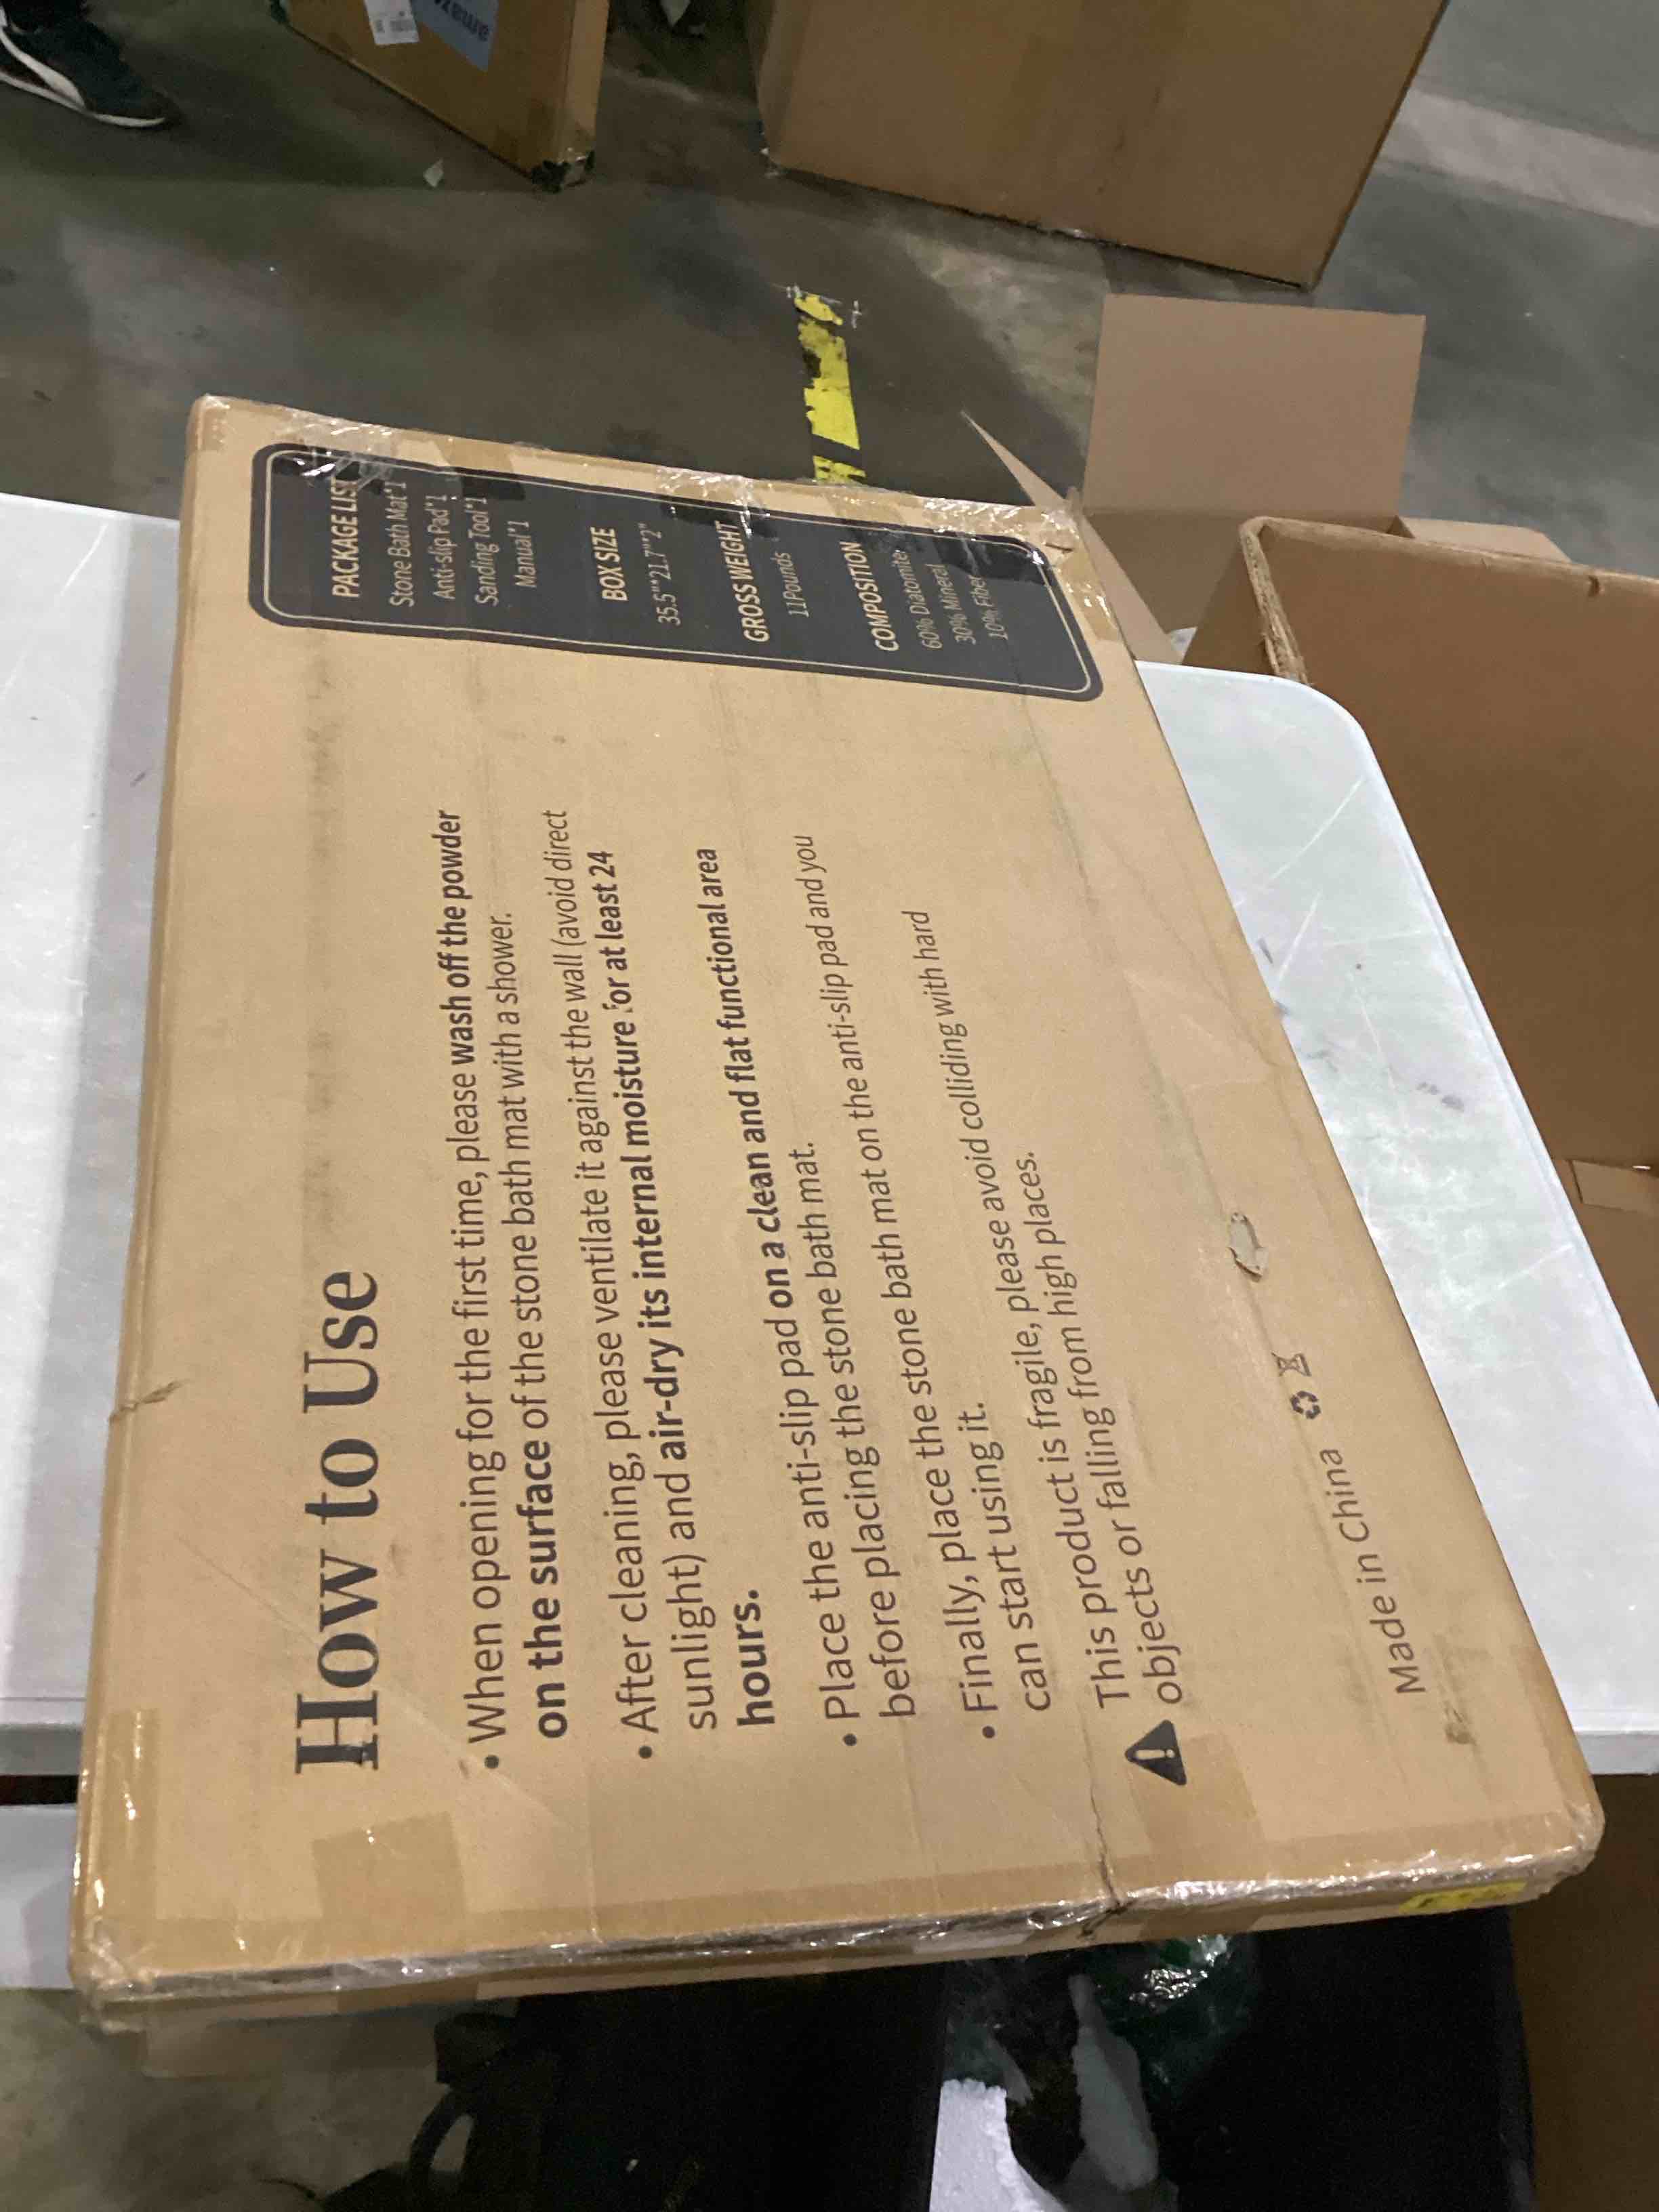 How to Use
• When opening for the first time, please wash off the powder
on the surface of the stone bath mat with a shower.
• After cleaning, please ventilate it against the wall (avoid direct
sunlight) and air-dry its internal moisture for at least 24
hours.
• Place the anti-slip pad on a clean and flat functional area
before placing the stone bath mat.
• Finally, place the stone bath mat on the anti-slip pad and you
can start using it.
This product is fragile, please avoid colliding with hard
objects or falling from high places.
Made in China
PACKAGE LIST
Stone Bath Mat*1
Anti-slip Pad*1
Sanding Tool*1
Manual*1
BOX SIZE
35.5"*21.7"*2"
GROSS WEIGHT
11Pounds
COMPOSITION
60% Diatomite
30% Mineral
10% Fiber